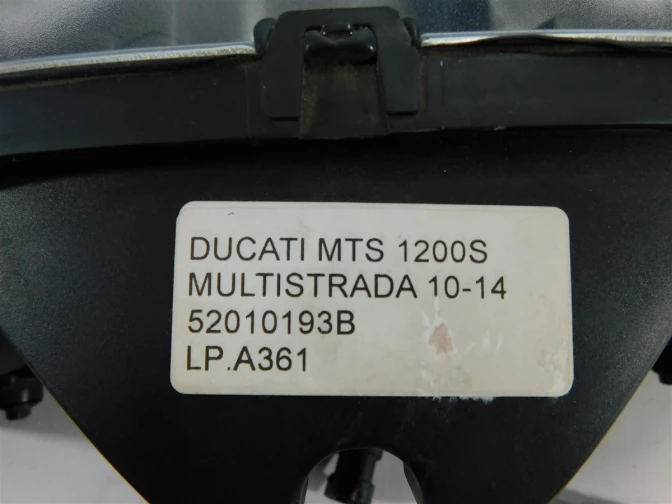 DUCATI MTS 1200S
MULTISTRADA 10-14
52010193B
LP.A361